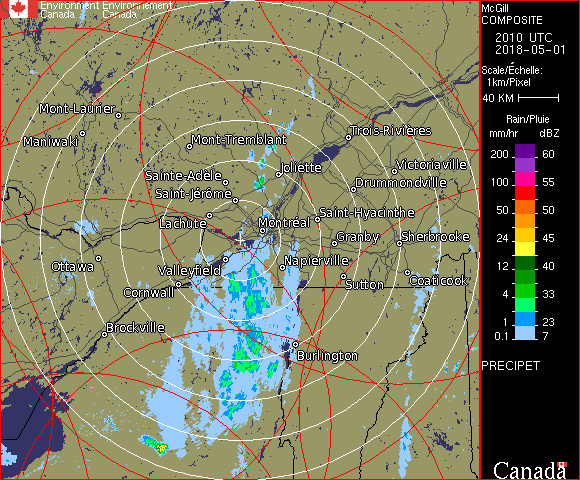 Environment Environnement
Canada Canada
McGill
COMPOSITE
2010 UTC
2018-05-01
Scale/Échelle:
1km/Pixel
40 KM
Rain/Pluie
mm/hr dBZ
200 60
100 55
50 50
24 45
12 40
4 33
1 23
0.1 7
PRECIPET
Canada
Mont-Laurier
Maniwaki
Mont-Tremblant
Trois-Rivières
Joliette
Victoriaville
Sainte-Adèle
Drummondville
Saint-Jérôme
Saint-Hyacinthe
Lachute
Montréal
Granby
Sherbrooke
Ottawa
Valleyfield
Napierville
Cornwall
Sutton
Coaticook
Brockville
Burlington